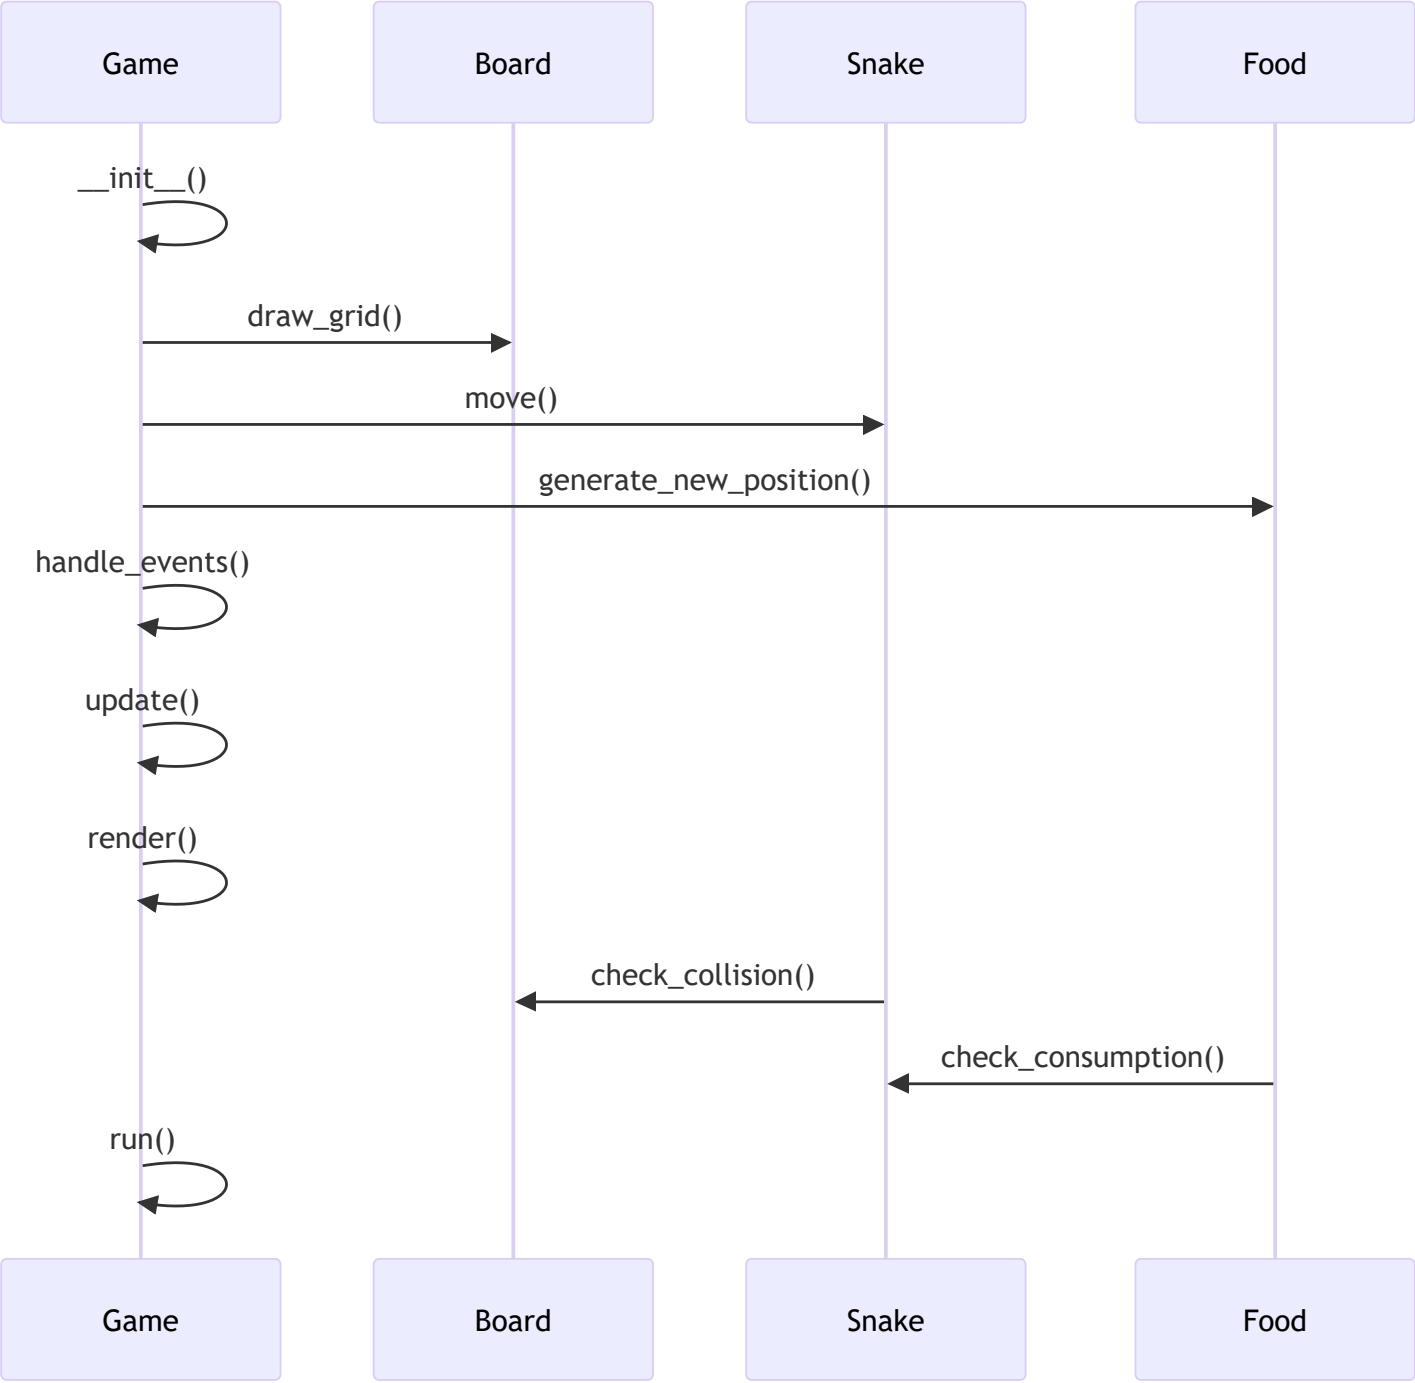 Game Board Snake Food
__init__()
draw_grid()
move()
generate_new_position()
handle_events()
update()
render()
check_collision()
check_consumption()
run()
Game Board Snake Food